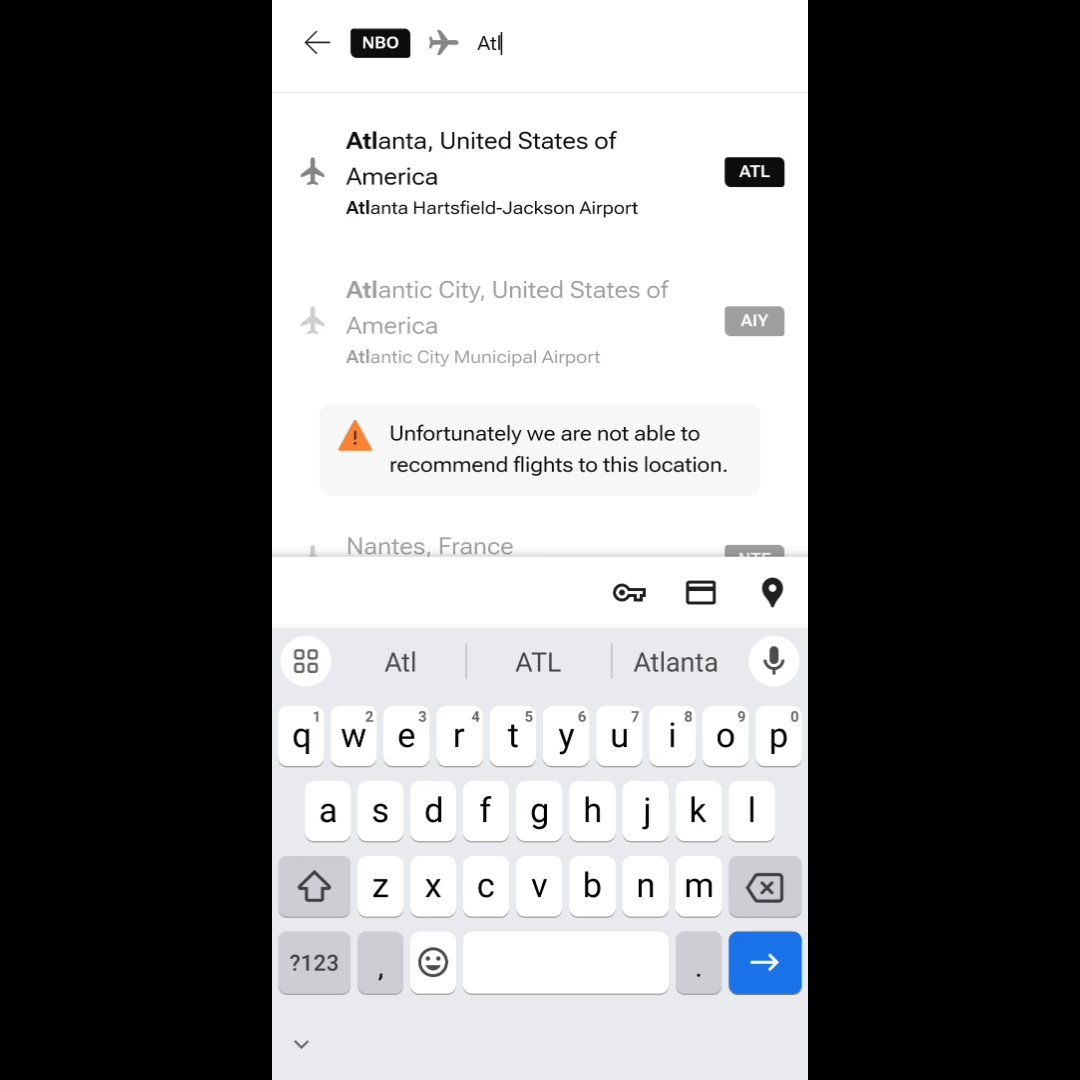 NBO Atl
Atlanta, United States of
America
ATL
Atlanta Hartsfield-Jackson Airport
Atlantic City, United States of
America
AIY
Atlantic City Municipal Airport
Unfortunately we are not able to
recommend flights to this location.
Nantes, France
NTE
Atl ATL Atlanta
1 2 3 4 5 6 7 8 9 0
q w e r t y u i o p
a s d f g h j k l
z x c v b n m
?123 , .